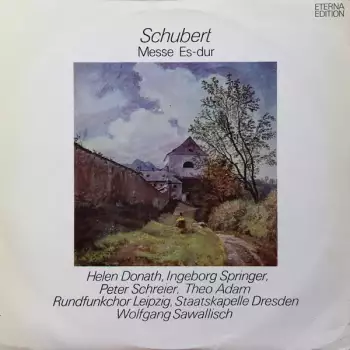 ETERNA
EDITION
Schubert
Messe Es-dur
Helen Donath, Ingeborg Springer,
Peter Schreier, Theo Adam
Rundfunkchor Leipzig, Staatskapelle Dresden
Wolfgang Sawallisch